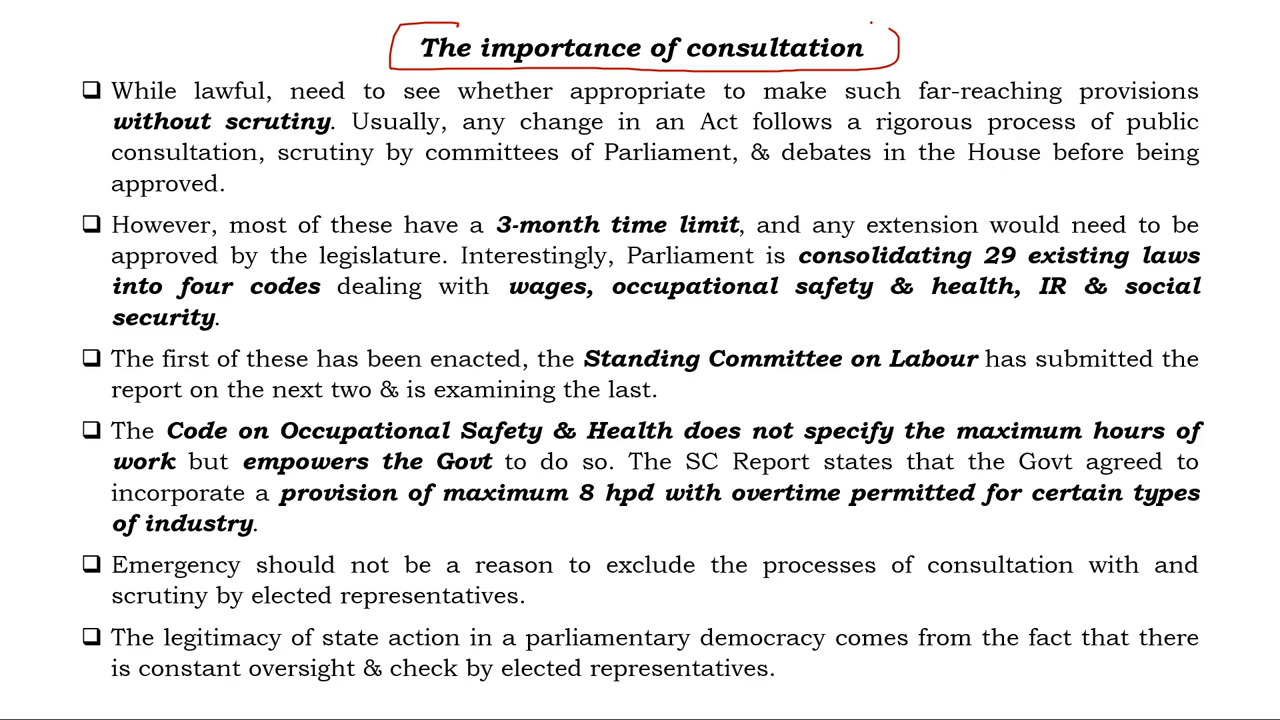 The importance of consultation
❑ While lawful, need to see whether appropriate to make such far-reaching provisions
without scrutiny. Usually, any change in an Act follows a rigorous process of public
consultation, scrutiny by committees of Parliament, & debates in the House before being
approved.
❑ However, most of these have a 3-month time limit, and any extension would need to be
approved by the legislature. Interestingly, Parliament is consolidating 29 existing laws
into four codes dealing with wages, occupational safety & health, IR & social
security.
❑ The first of these has been enacted, the Standing Committee on Labour has submitted the
report on the next two & is examining the last.
❑ The Code on Occupational Safety & Health does not specify the maximum hours of
work but empowers the Govt to do so. The SC Report states that the Govt agreed to
incorporate a provision of maximum 8 hpd with overtime permitted for certain types
of industry.
❑ Emergency should not be a reason to exclude the processes of consultation with and
scrutiny by elected representatives.
❑ The legitimacy of state action in a parliamentary democracy comes from the fact that there
is constant oversight & check by elected representatives.